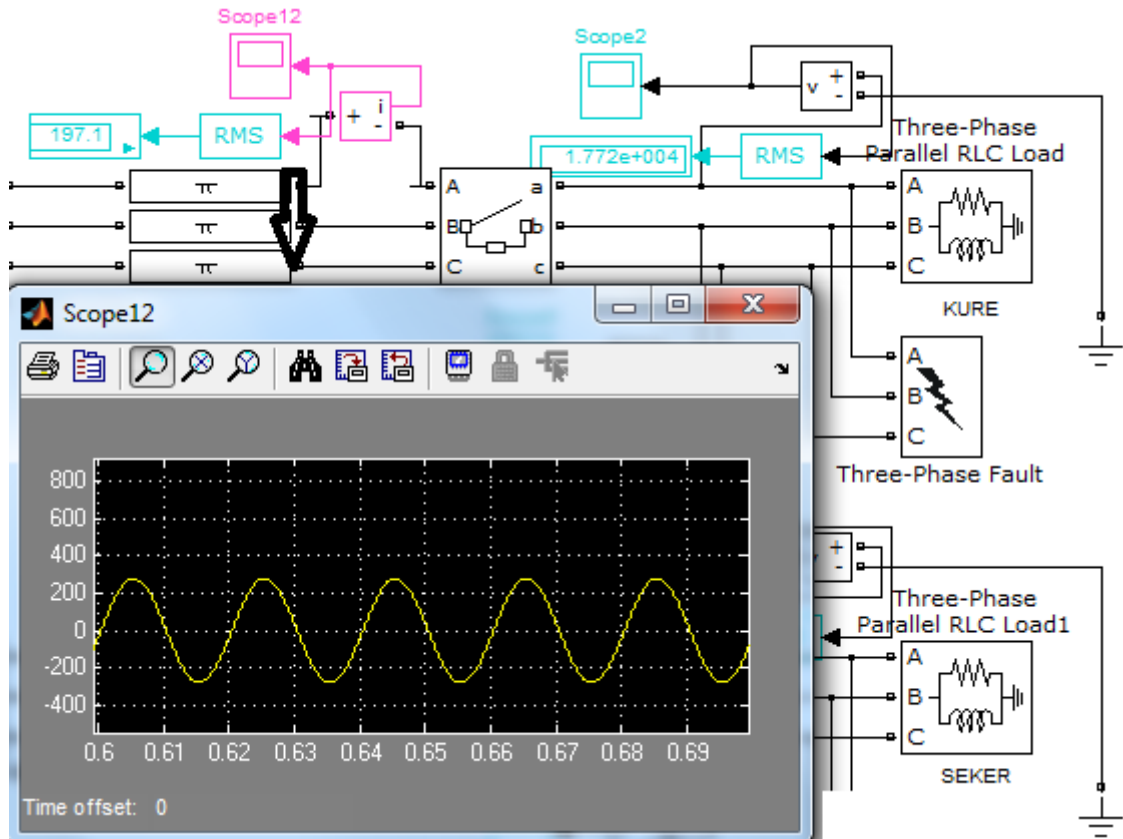 Scope12
Scope2
i
+
-
v
+
-
197.1
RMS
1.772e+004
RMS
Three-Phase
Parallel RLC Load
π
π
π
A
B
C
a
b
c
A
B
C
KURE
Scope12
A
B
C
Three-Phase Fault
800
600
400
200
0
-200
-400
0.6 0.61 0.62 0.63 0.64 0.65 0.66 0.67 0.68 0.69
Time offset: 0
+
-
Three-Phase
Parallel RLC Load1
A
B
C
SEKER